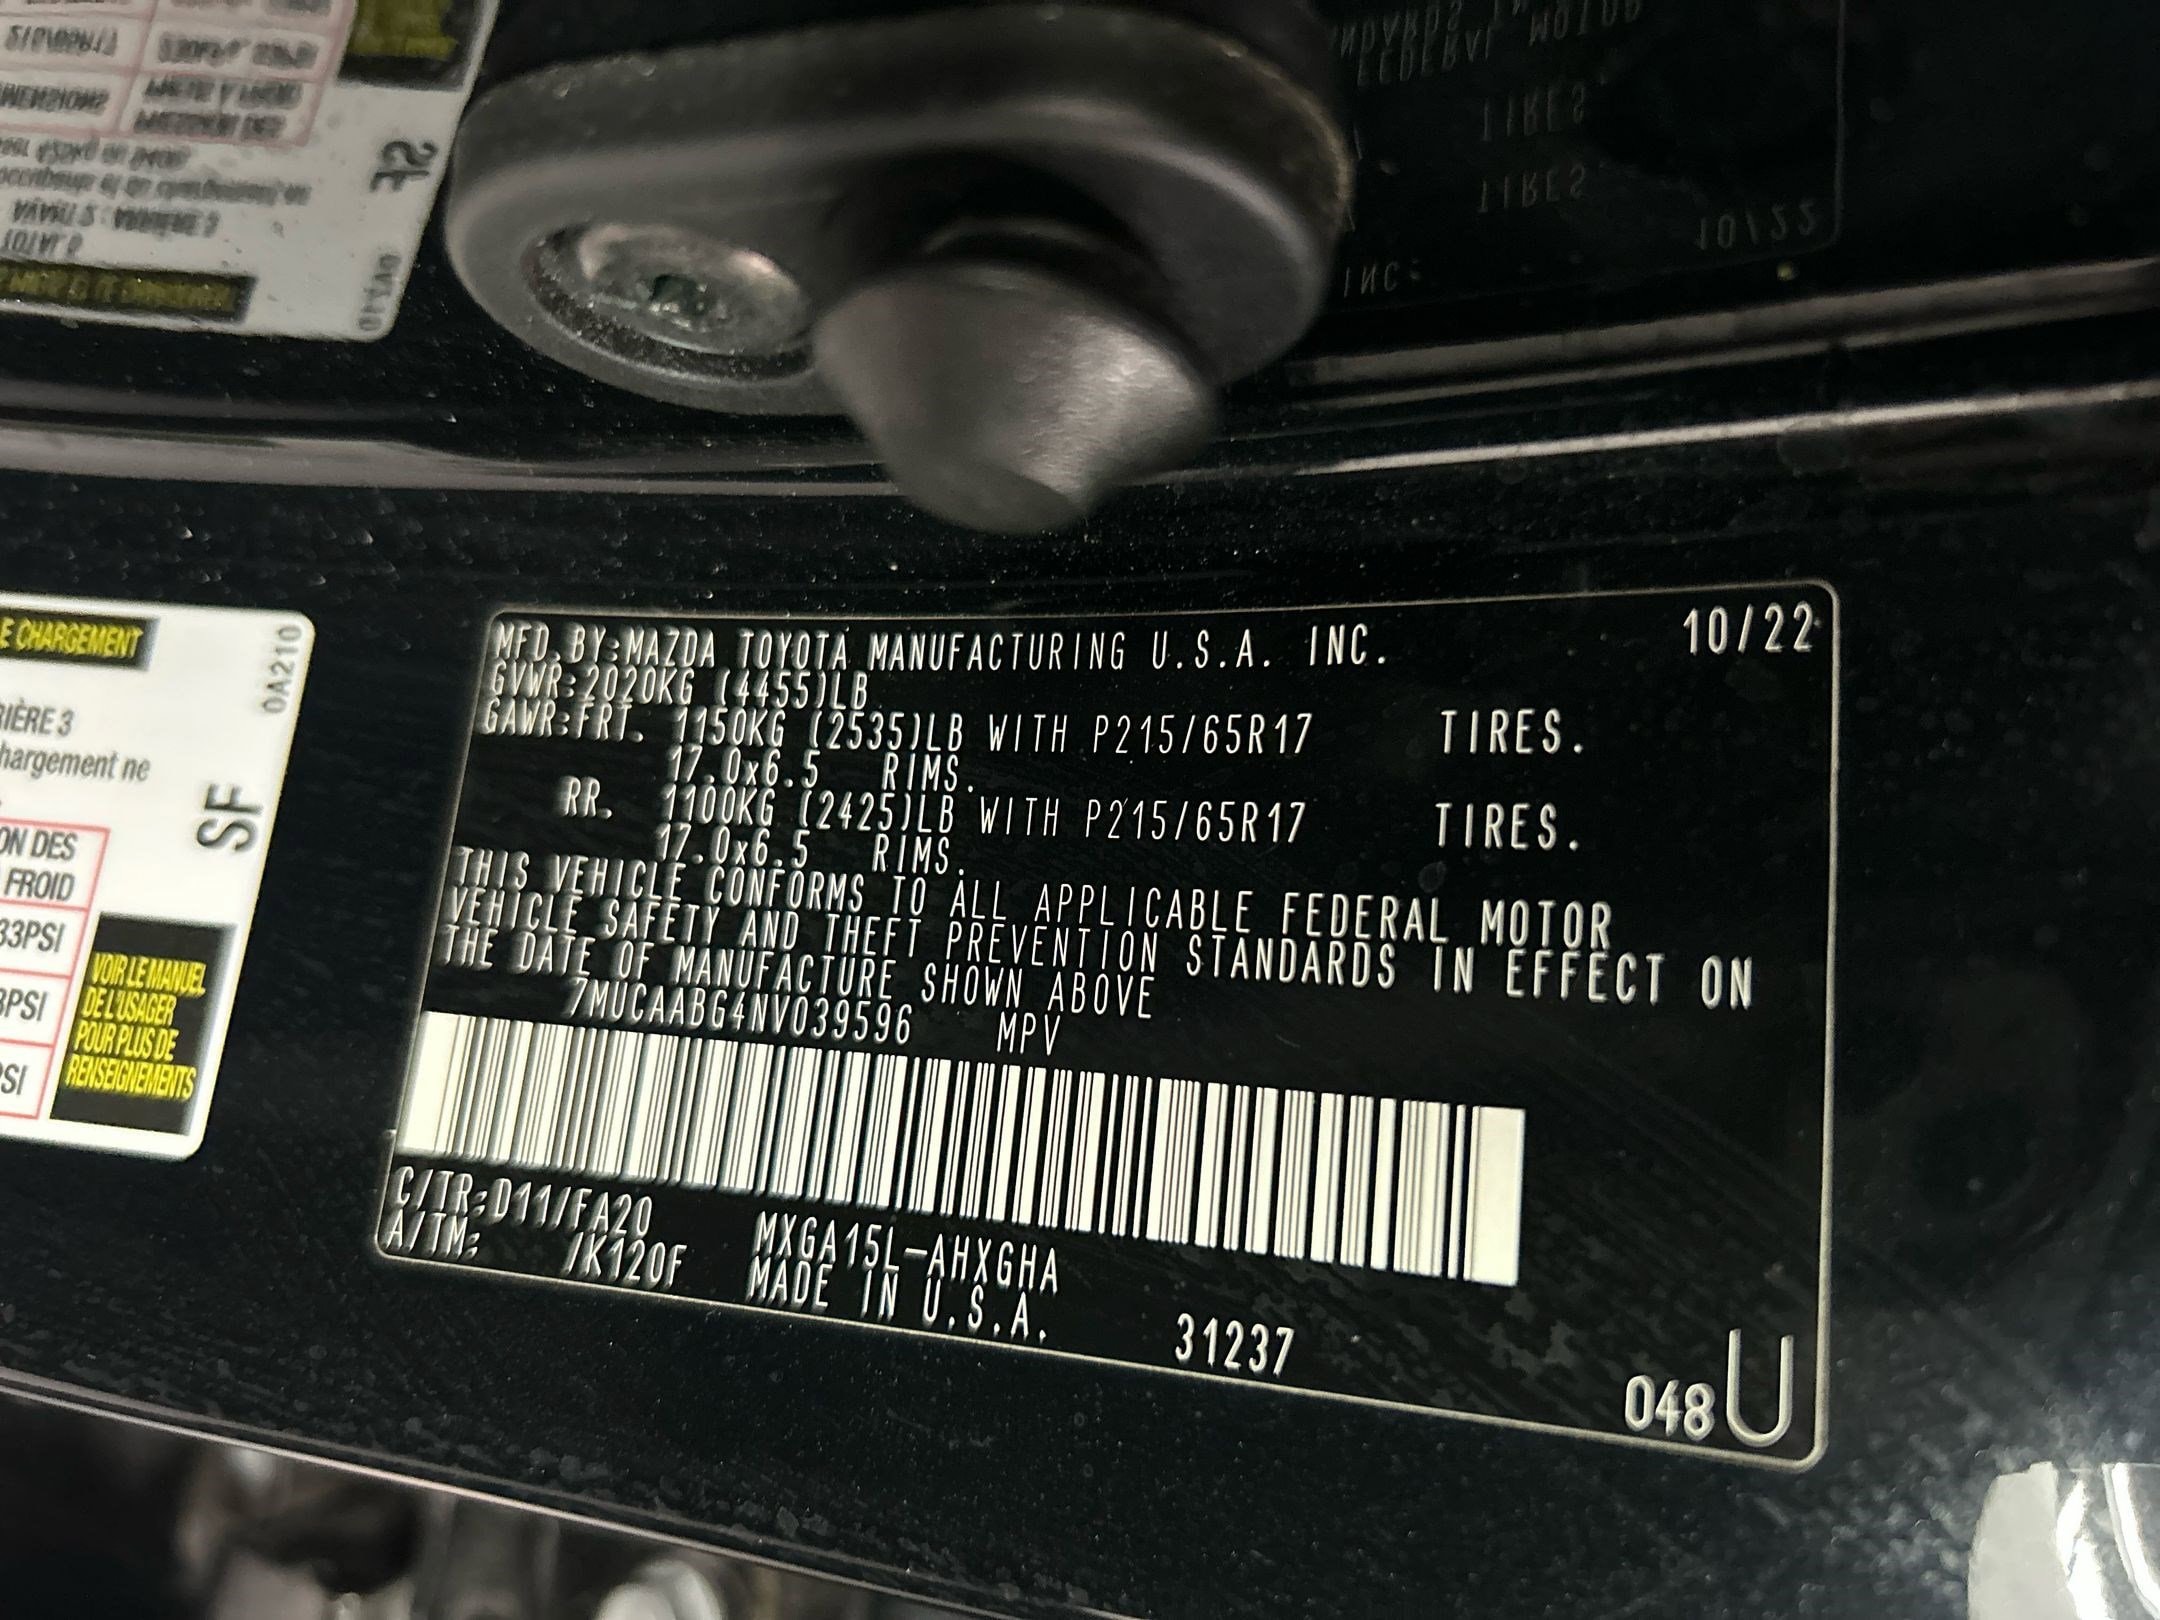 E CHARGEMENT
0A210
IÈRE 3
hargement ne
SF
ON DES
FROID
33PSI
3PSI
PSI
VOIR LE MANUEL
DE L'USAGER
POUR PLUS DE
RENSEIGNEMENTS
MFD.BY:MAZDA TOYOTA MANUFACTURING U.S.A. INC. 10/22
GVWR:2020KG (4455)LB
GAWR:FRT. 1150KG (2535)LB WITH P215/65R17 TIRES.
17.0x6.5 RIMS.
RR. 1100KG (2425)LB WITH P215/65R17 TIRES.
17.0x6.5 RIMS.
THIS VEHICLE CONFORMS TO ALL APPLICABLE FEDERAL MOTOR
VEHICLE SAFETY AND THEFT PREVENTION STANDARDS IN EFFECT ON
THE DATE OF MANUFACTURE SHOWN ABOVE
7MUCAABG4NV039596 MPV
C/TR:D11/FA20 MXGA15L-AHXGHA
A/TM: /K120F MADE IN U.S.A.
31237
048 U